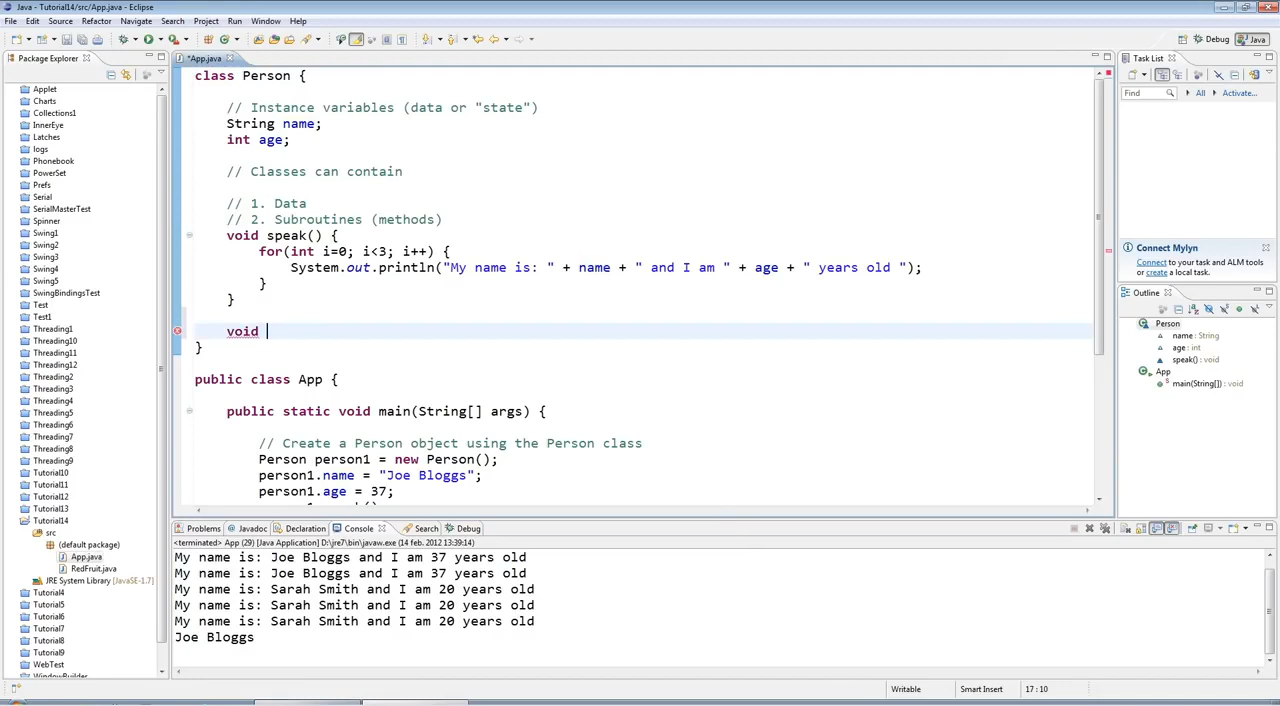 Java - Tutorial14/src/App.java - Eclipse
File Edit Source Refactor Navigate Search Project Run Window Help
Debug Java
Package Explorer
*App.java
Task List
Applet
Charts
Collections1
InnerEye
Latches
logs
Phonebook
PowerSet
Prefs
Serial
SerialMasterTest
Spinner
Swing1
Swing2
Swing3
Swing4
Swing5
SwingBindingsTest
Test
Test1
Threading1
Threading10
Threading11
Threading12
Threading2
Threading3
Threading4
Threading5
Threading6
Threading7
Threading8
Threading9
Tutorial10
Tutorial11
Tutorial12
Tutorial13
Tutorial14
src
(default package)
App.java
RedFruit.java
JRE System Library [JavaSE-1.7]
Tutorial4
Tutorial5
Tutorial6
Tutorial7
Tutorial8
Tutorial9
WebTest
WindowBuilder
class Person {
// Instance variables (data or "state")
String name;
int age;
// Classes can contain
// 1. Data
// 2. Subroutines (methods)
void speak() {
for(int i=0; i<3; i++) {
System.out.println("My name is: " + name + " and I am " + age + " years old ");
}
}
void
}
public class App {
public static void main(String[] args) {
// Create a Person object using the Person class
Person person1 = new Person();
person1.name = "Joe Bloggs";
person1.age = 37;
Find All Activate...
Connect Mylyn
Connect to your task and ALM tools
or create a local task.
Outline
Person
name : String
age : int
speak() : void
App
main(String[]) : void
Problems Javadoc Declaration Console Search Debug
<terminated> App (29) [Java Application] D:\jre7\bin\javaw.exe (14 feb. 2012 13:39:14)
My name is: Joe Bloggs and I am 37 years old
My name is: Joe Bloggs and I am 37 years old
My name is: Sarah Smith and I am 20 years old
My name is: Sarah Smith and I am 20 years old
My name is: Sarah Smith and I am 20 years old
Joe Bloggs
Writable Smart Insert 17 : 10